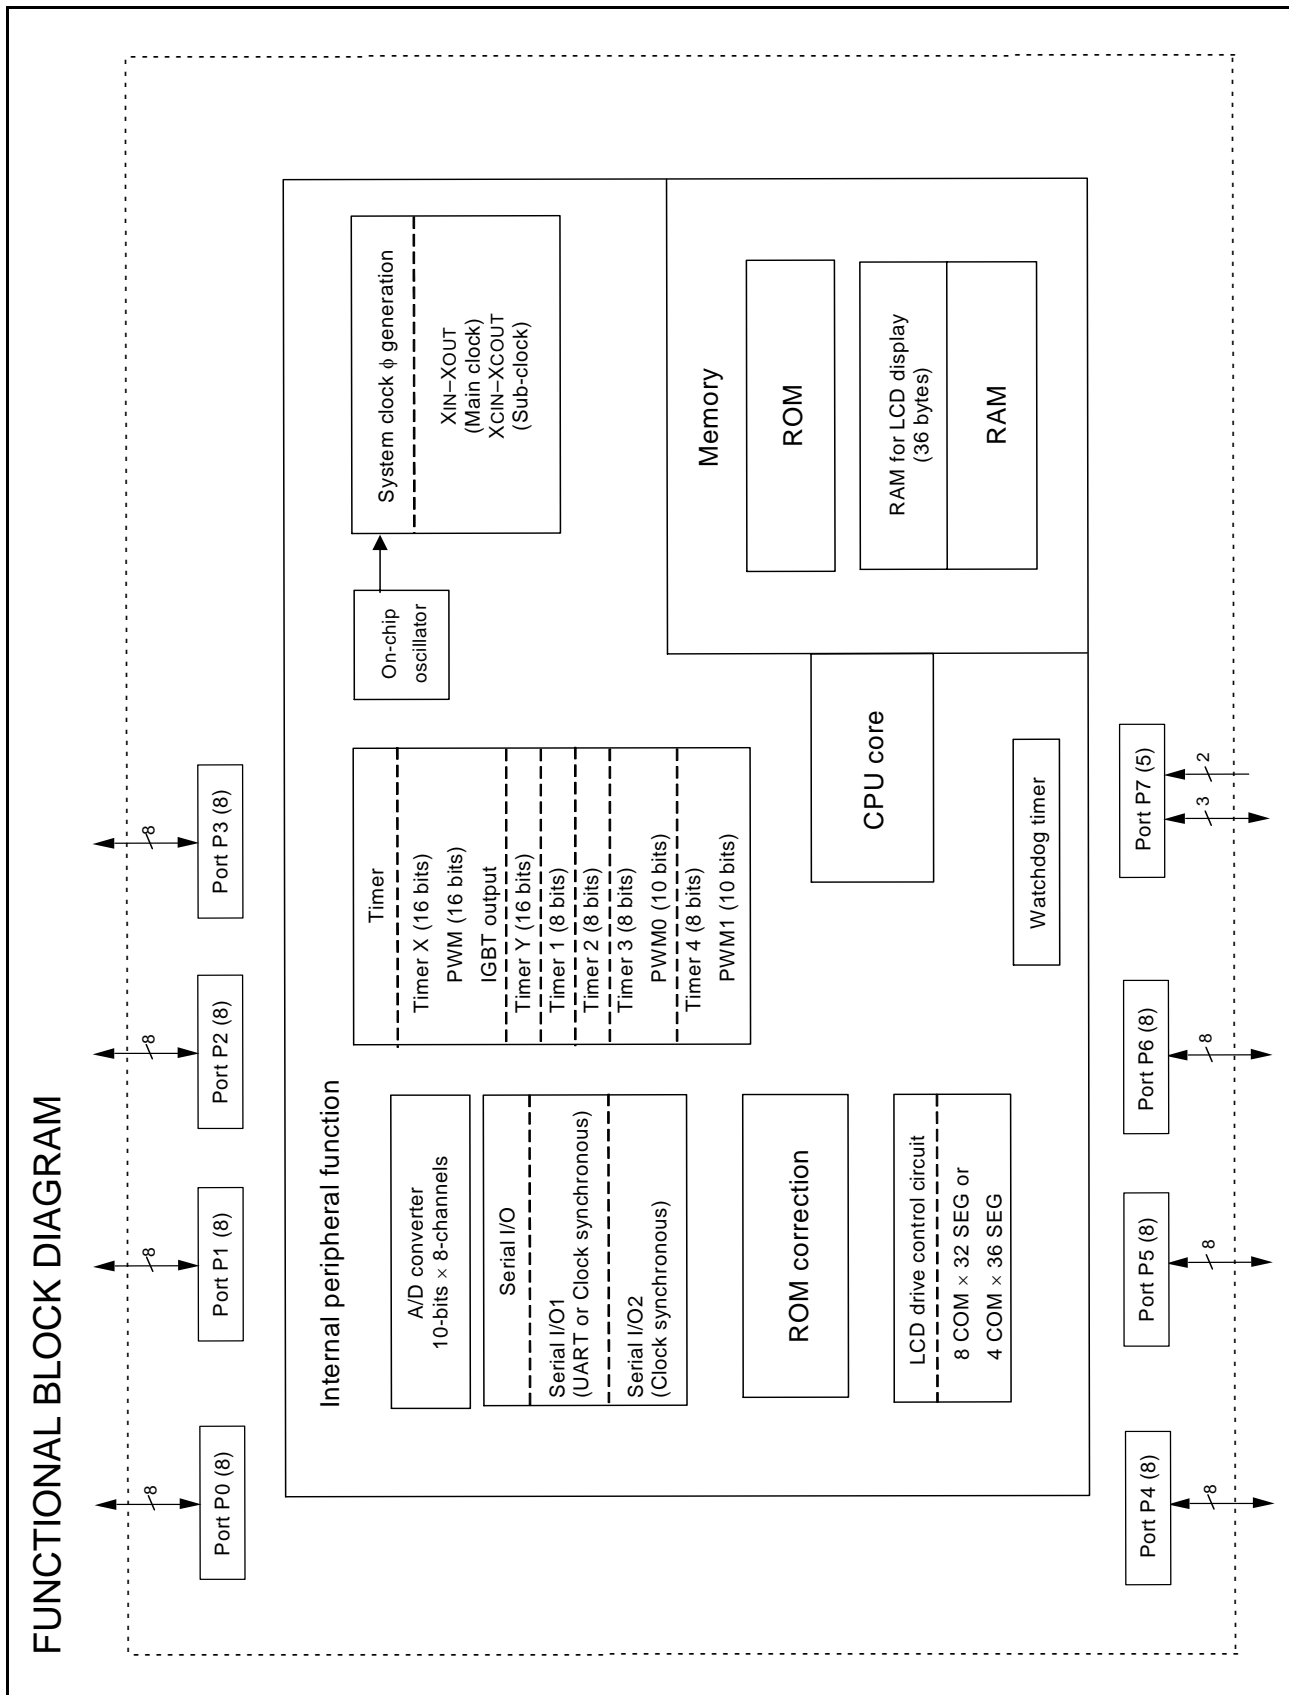 FUNCTIONAL BLOCK DIAGRAM
8
8
8
8
Port P0 (8)
Port P1 (8)
Port P2 (8)
Port P3 (8)
Internal peripheral function
A/D converter
10-bits × 8-channels
Serial I/O
Serial I/O1
(UART or Clock synchronous)
Serial I/O2
(Clock synchronous)
ROM correction
LCD drive control circuit
8 COM × 32 SEG or
4 COM × 36 SEG
Timer
Timer X (16 bits)
PWM (16 bits)
IGBT output
Timer Y (16 bits)
Timer 1 (8 bits)
Timer 2 (8 bits)
Timer 3 (8 bits)
PWM0 (10 bits)
Timer 4 (8 bits)
PWM1 (10 bits)
CPU core
Watchdog timer
On-chip
oscillator
System clock ϕ generation
XIN–XOUT
(Main clock)
XCIN–XCOUT
(Sub-clock)
Memory
ROM
RAM for LCD display
(36 bytes)
RAM
Port P4 (8)
Port P5 (8)
Port P6 (8)
Port P7 (5)
8
8
8
3
2